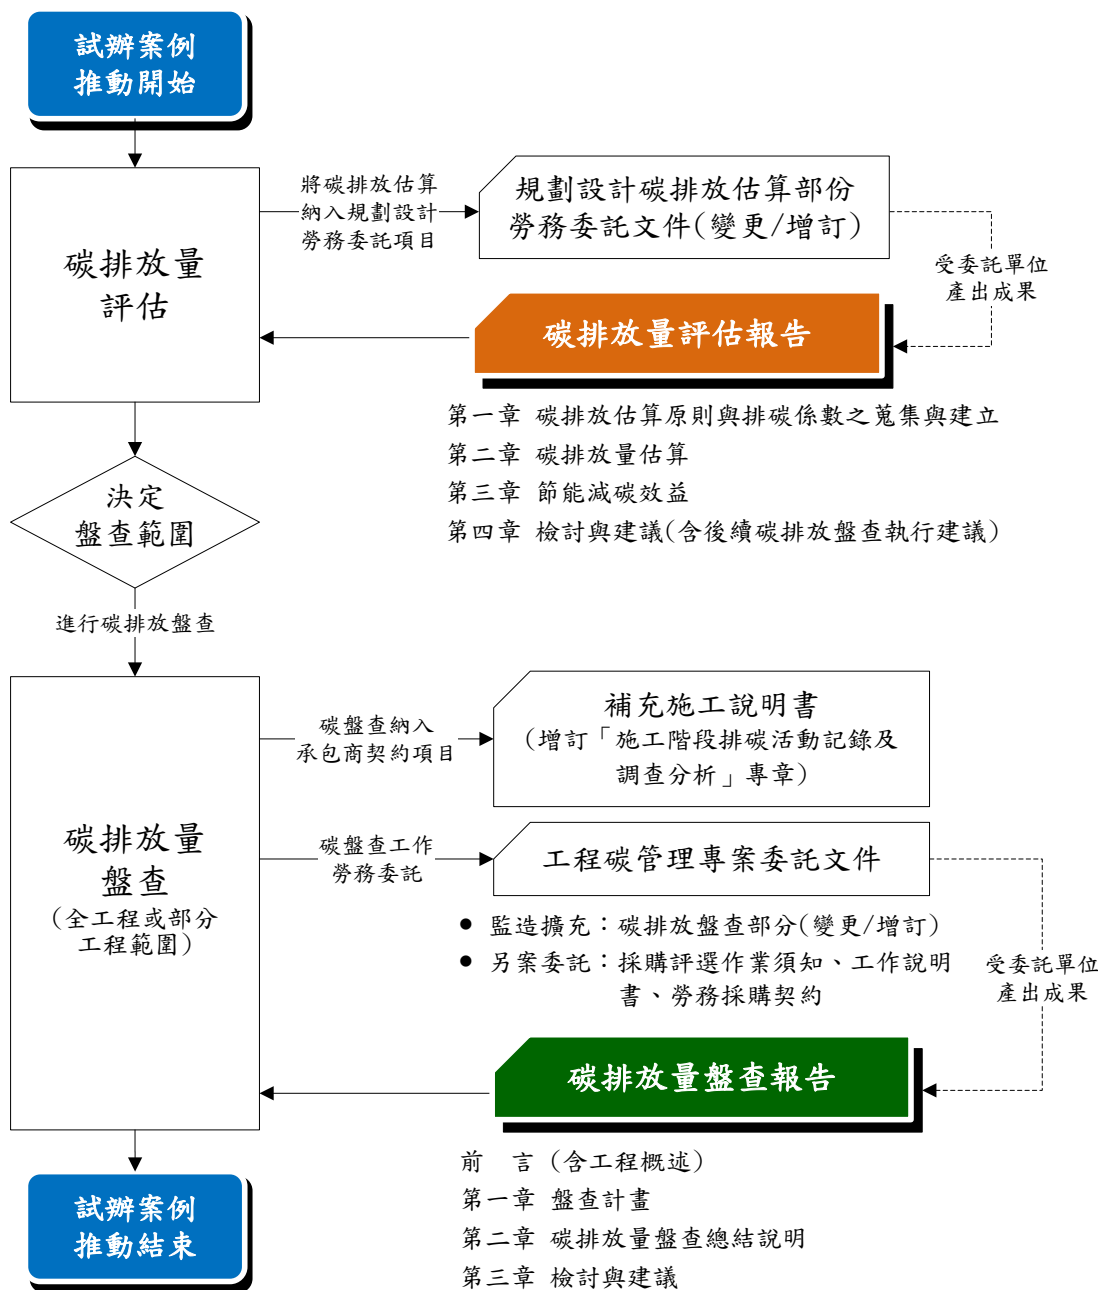 試辦案例
推動開始
將碳排放估算
納入規劃設計
勞務委託項目
規劃設計碳排放估算部份
勞務委託文件(變更/增訂)
受委託單位
產出成果
碳排放量
評估
碳排放量評估報告
第一章 碳排放估算原則與排碳係數之蒐集與建立
第二章 碳排放量估算
第三章 節能減碳效益
第四章 檢討與建議(含後續碳排放盤查執行建議)
決定
盤查範圍
進行碳排放盤查
碳盤查納入
承包商契約項目
補充施工說明書
(增訂「施工階段排碳活動記錄及
調查分析」專章)
碳排放量
盤查
(全工程或部分
工程範圍)
碳盤查工作
勞務委託
工程碳管理專案委託文件
● 監造擴充：碳排放盤查部分(變更/增訂)
● 另案委託：採購評選作業須知、工作說明
書、勞務採購契約
受委託單位
產出成果
碳排放量盤查報告
前　言 (含工程概述)
第一章 盤查計畫
第二章 碳排放量盤查總結說明
第三章 檢討與建議
試辦案例
推動結束